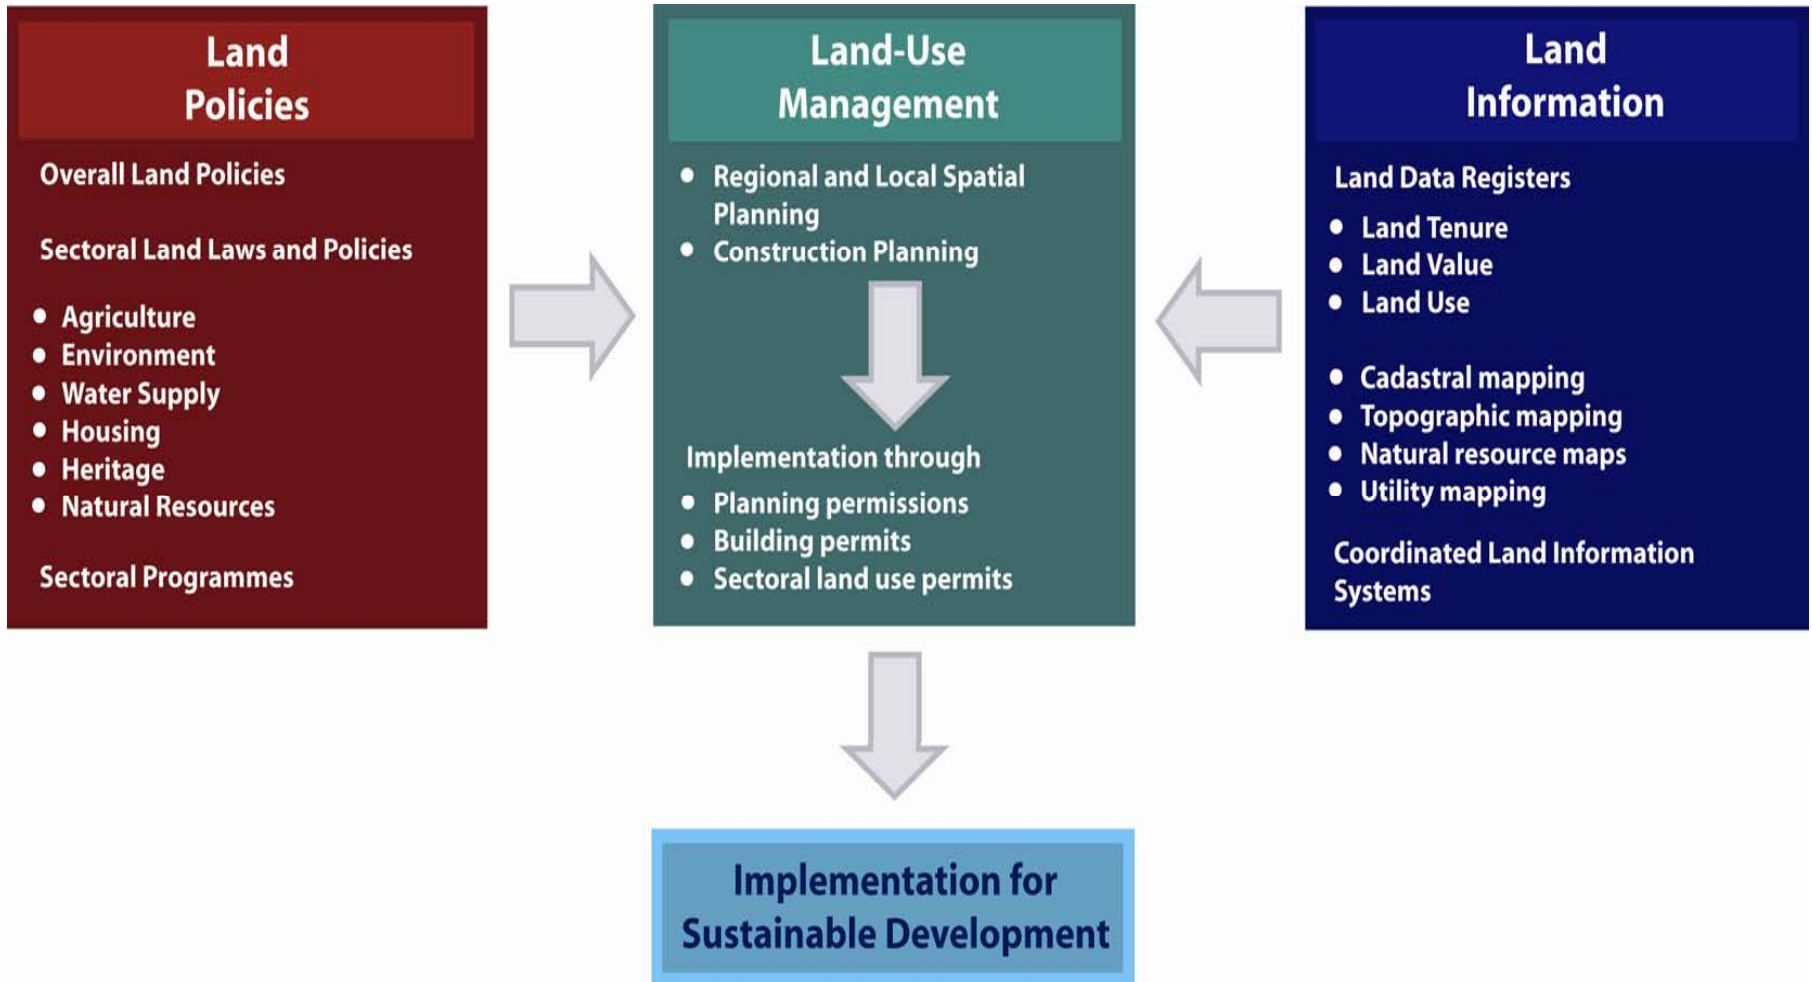 Land
Policies
Overall Land Policies
Sectoral Land Laws and Policies
• Agriculture
• Environment
• Water Supply
• Housing
• Heritage
• Natural Resources
Sectoral Programmes
Land-Use
Management
• Regional and Local Spatial
Planning
• Construction Planning
Implementation through
• Planning permissions
• Building permits
• Sectoral land use permits
Land
Information
Land Data Registers
• Land Tenure
• Land Value
• Land Use
• Cadastral mapping
• Topographic mapping
• Natural resource maps
• Utility mapping
Coordinated Land Information
Systems
Implementation for
Sustainable Development